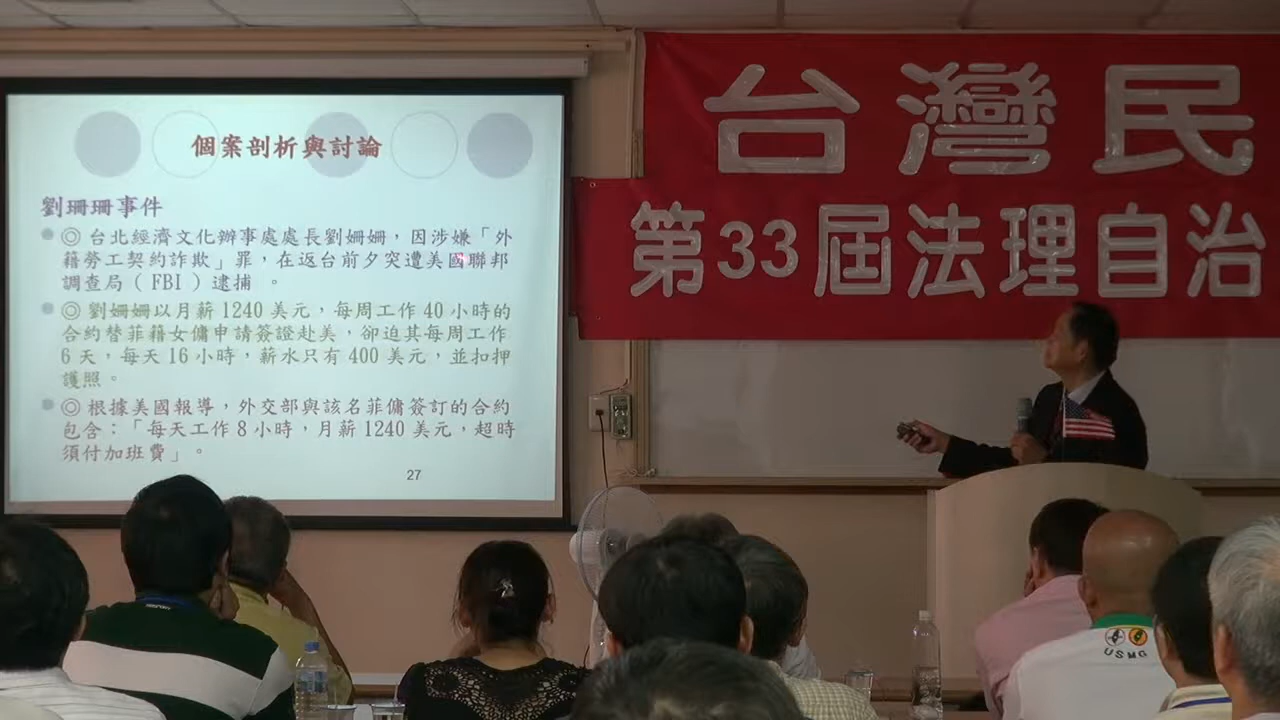 個案剖析與討論
劉珊珊事件
◎ 台北經濟文化辦事處處長劉姍姍，因涉嫌「外
籍勞工契約詐欺」罪，在返台前夕突遭美國聯邦
調查局（FBI）逮捕 。
◎ 劉姍姍以月薪 1240 美元，每周工作 40 小時的
合約替菲籍女傭申請簽證赴美，卻迫其每周工作
6 天，每天 16 小時，薪水只有 400 美元，並扣押
護照。
◎ 根據美國報導，外交部與該名菲傭簽訂的合約
包含：「每天工作 8 小時，月薪 1240 美元，超時
須付加班費」。
27
台灣民
第33屆法理自治
USMG